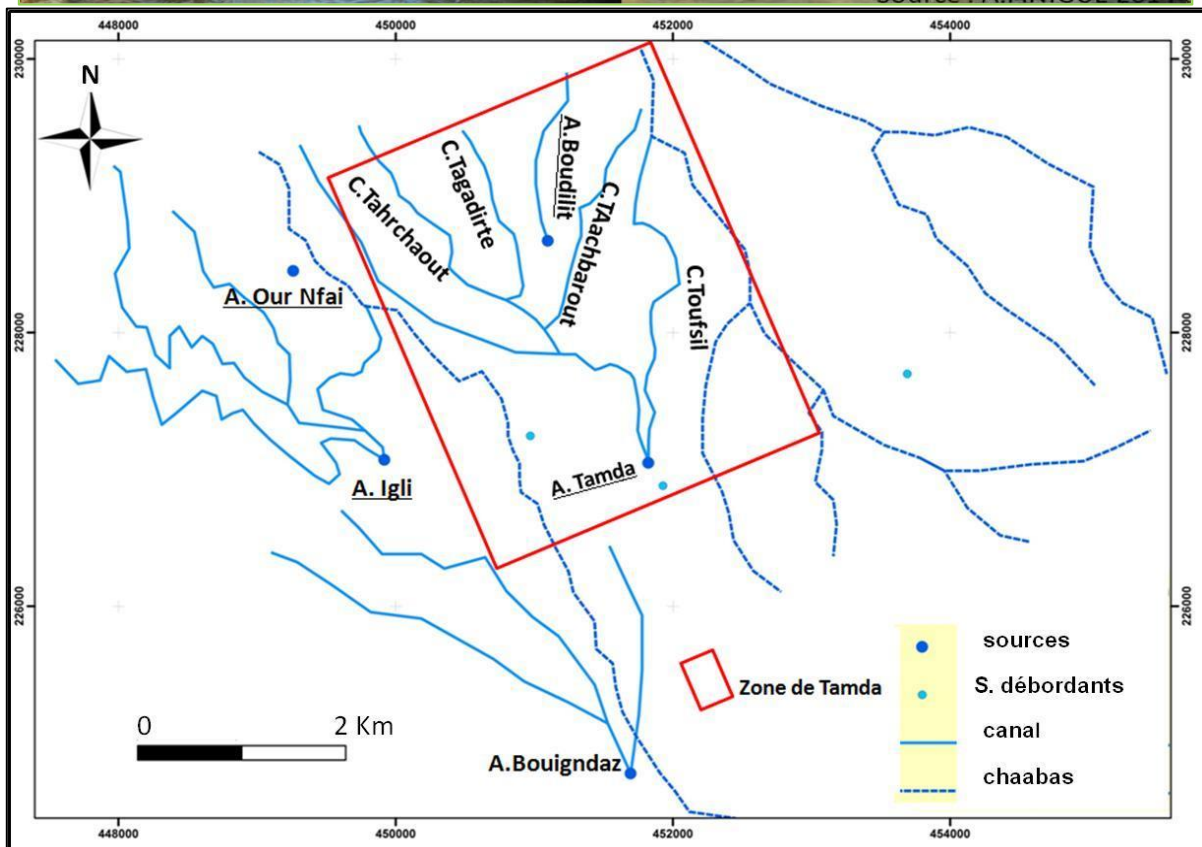 448000
450000
452000
454000
230000
230000
N
A.Boudilit
C.Tagadirte
C.Tahrchaout
C.TAachbarout
A. Our Nfai
C.Toufsil
228000
228000
A. Tamda
A. Igli
226000
226000
sources
S. débordants
Zone de Tamda
canal
chaabas
0
2 Km
A.Bouigndaz
448000
450000
452000
454000